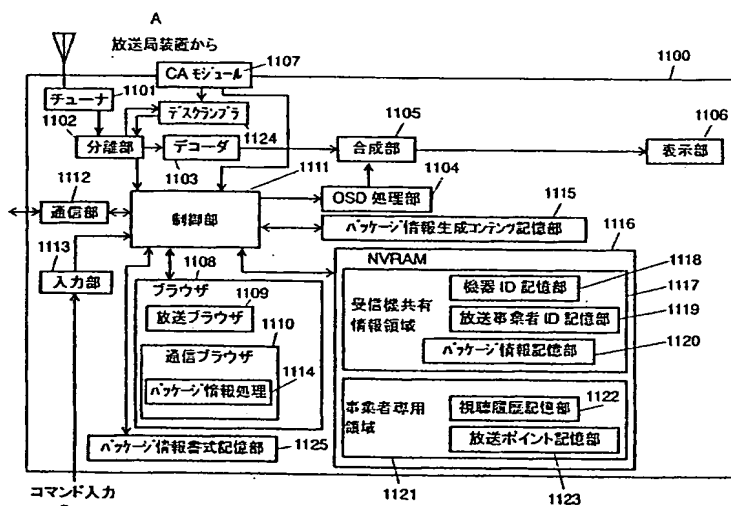 A
放送局装置から
1107
1100
CA モジュール
1101
チューナ
1102
デスクランブラ
1124
1105
1106
分離部
デコーダ
1103
合成部
表示部
1111
1104
1112
OSD 処理部
1115
通信部
制御部
パッケージ情報生成コンテンツ記憶部
1116
1113
入力部
1108
NVRAM
1118
ブラウザ
1109
機器 ID 記憶部
1117
放送ブラウザ
受信機共有
情報領域
放送事業者 ID 記憶部
1119
1110
通信ブラウザ
パッケージ情報記憶部
1120
1114
パッケージ情報処理
事業者専用
領域
視聴履歴記憶部
1122
放送ポイント記憶部
パッケージ情報書式記憶部
1125
コマンド入力
1121
1123